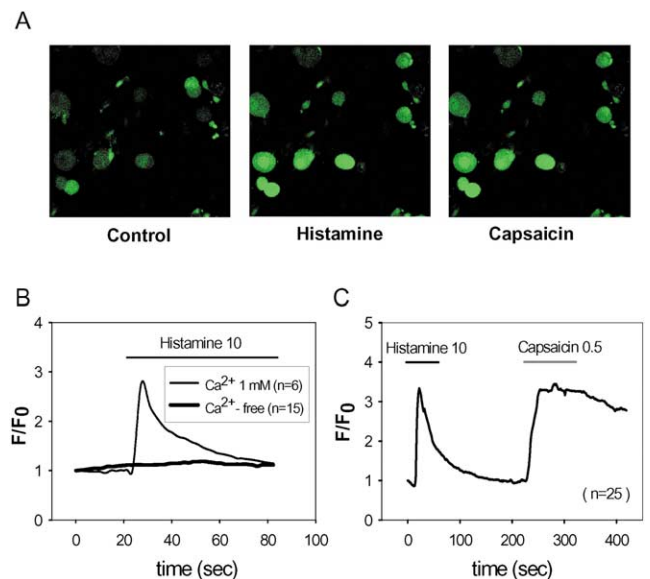 A
Control Histamine Capsaicin
B
4
3
2
1
0
F/F0
Histamine 10
Ca2+ 1 mM (n=6)
Ca2+- free (n=15)
0 20 40 60 80 100
time (sec)
C
5
4
3
2
1
0
F/F0
Histamine 10 Capsaicin 0.5
( n=25 )
0 100 200 300 400
time (sec)